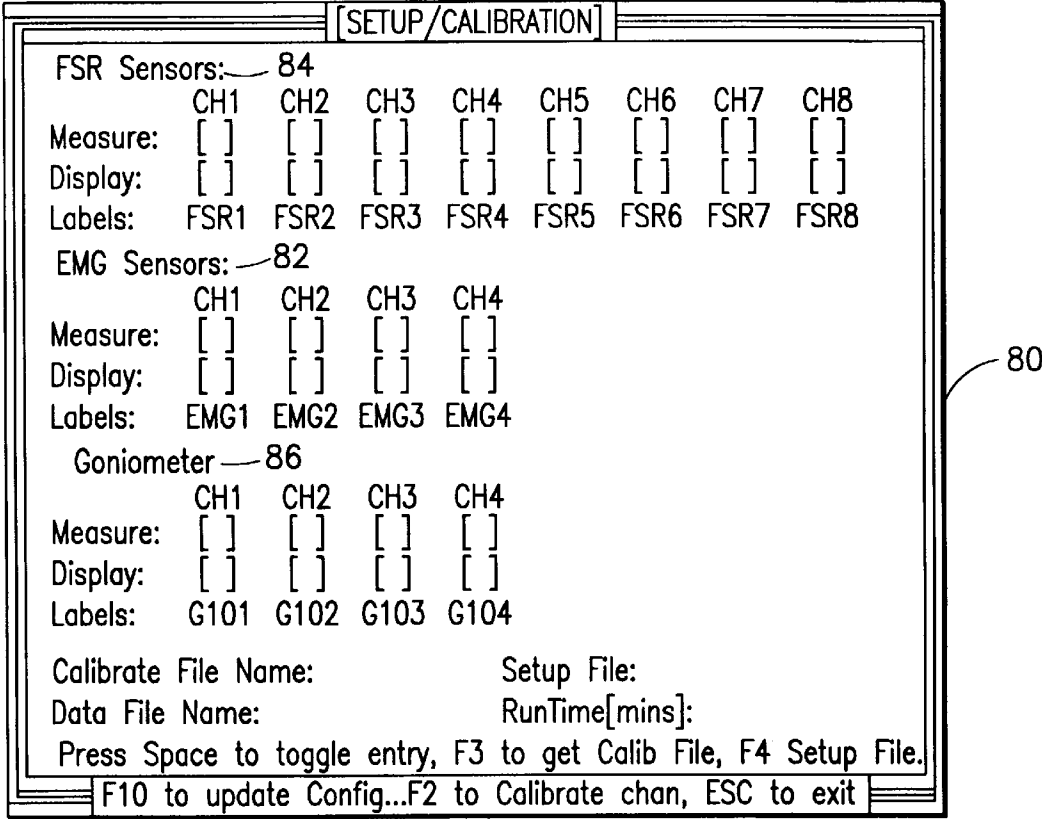 [SETUP/CALIBRATION]
FSR Sensors: 84
CH1 CH2 CH3 CH4 CH5 CH6 CH7 CH8
Measure: [ ] [ ] [ ] [ ] [ ] [ ] [ ] [ ]
Display: [ ] [ ] [ ] [ ] [ ] [ ] [ ] [ ]
Labels: FSR1 FSR2 FSR3 FSR4 FSR5 FSR6 FSR7 FSR8
EMG Sensors: 82
CH1 CH2 CH3 CH4
Measure: [ ] [ ] [ ] [ ]
Display: [ ] [ ] [ ] [ ]
Labels: EMG1 EMG2 EMG3 EMG4
80
Goniometer 86
CH1 CH2 CH3 CH4
Measure: [ ] [ ] [ ] [ ]
Display: [ ] [ ] [ ] [ ]
Labels: G101 G102 G103 G104
Calibrate File Name: Setup File:
Data File Name: RunTime[mins]:
Press Space to toggle entry, F3 to get Calib File, F4 Setup File.
F10 to update Config...F2 to Calibrate chan, ESC to exit